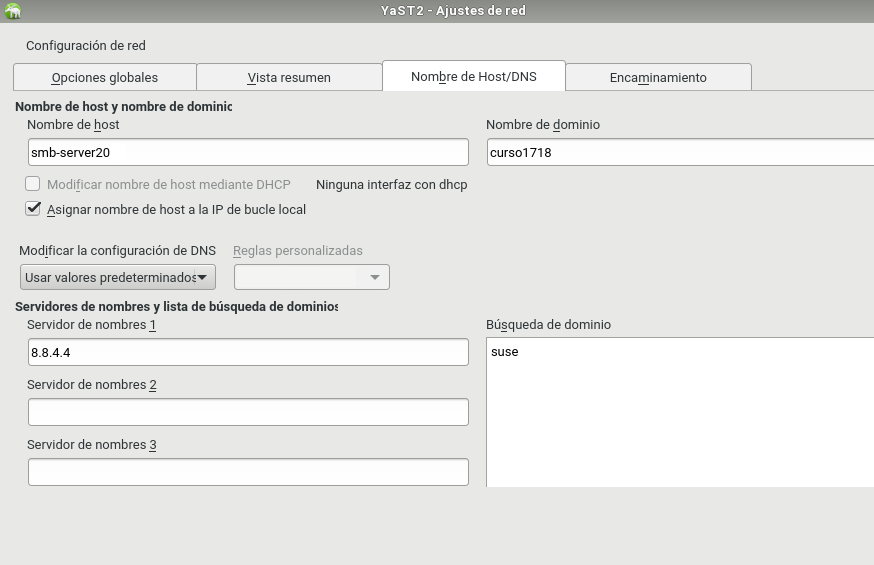 YaST2 - Ajustes de red
Configuración de red
Opciones globales Vista resumen Nombre de Host/DNS Encaminamiento
Nombre de host y nombre de dominic
Nombre de host Nombre de dominio
smb-server20 curso1718
Modificar nombre de host mediante DHCP Ninguna interfaz con dhcp
Asignar nombre de host a la IP de bucle local
Modificar la configuración de DNS Reglas personalizadas
Usar valores predeterminados
Servidores de nombres y lista de búsqueda de dominios
Servidor de nombres 1 Búsqueda de dominio
8.8.4.4 suse
Servidor de nombres 2
Servidor de nombres 3